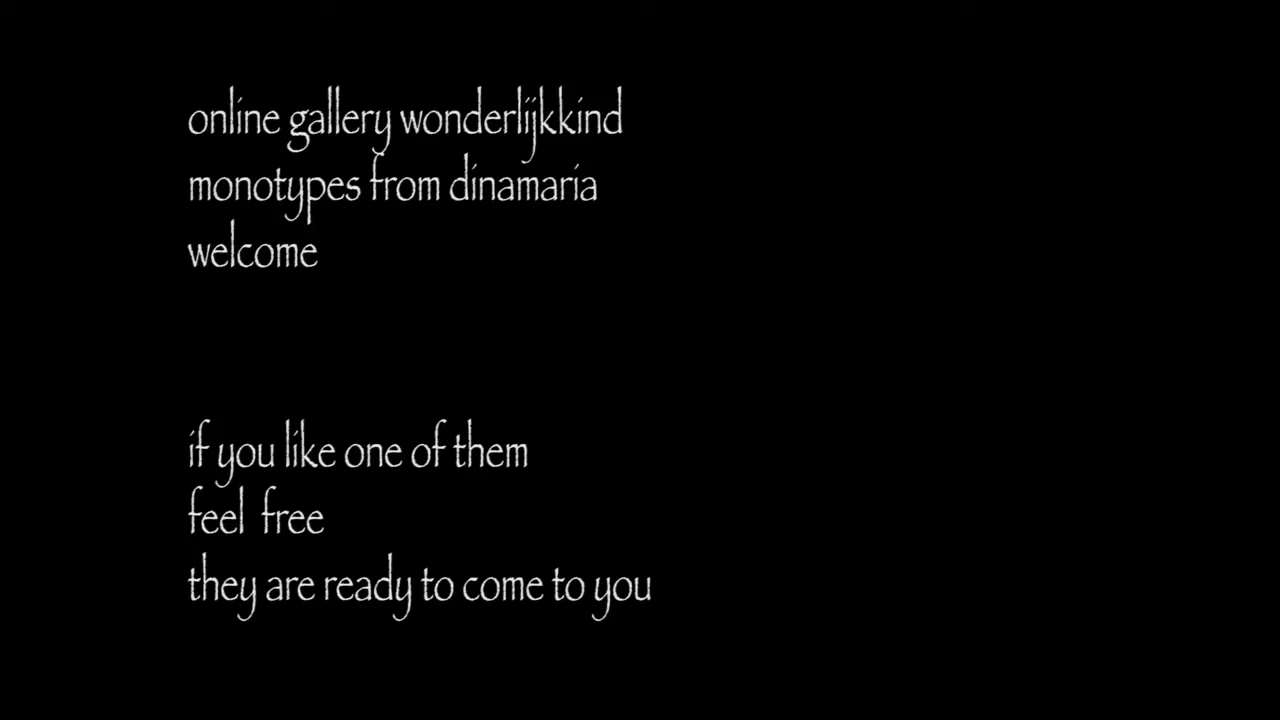 online gallery wonderlijkkind
monotypes from dinamaria
welcome
if you like one of them
feel free
they are ready to come to you